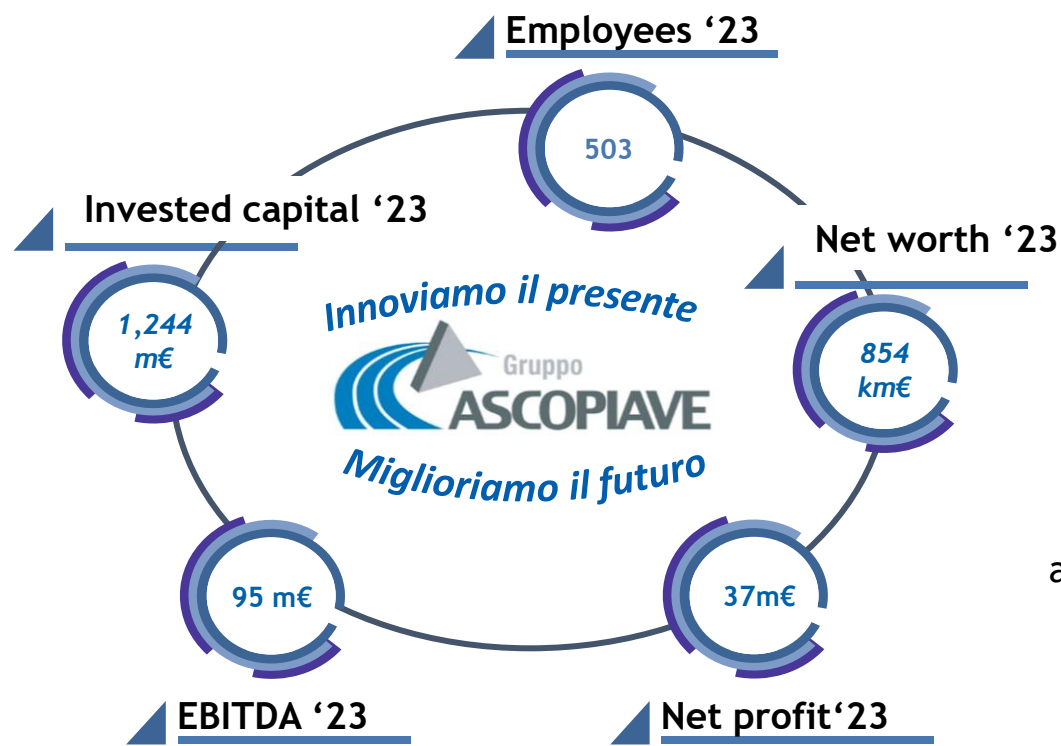 Employees ‘23
503
Invested capital ‘23
1,244
m€
Net worth ‘23
854
km€
Innoviamo il presente
Gruppo
ASCOPIAVE
Miglioriamo il futuro
95 m€
EBITDA ‘23
37m€
Net profit‘23
a